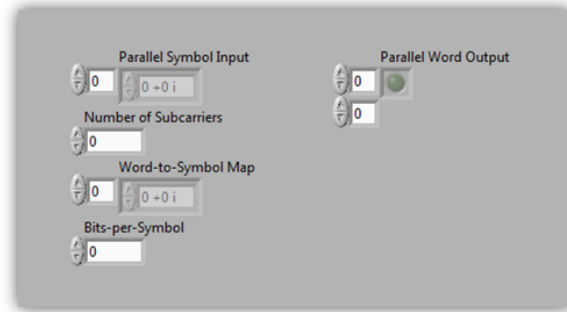 Parallel Symbol Input
0
0 +0 i
Number of Subcarriers
0
Word-to-Symbol Map
0
0 +0 i
Bits-per-Symbol
0
Parallel Word Output
0
0